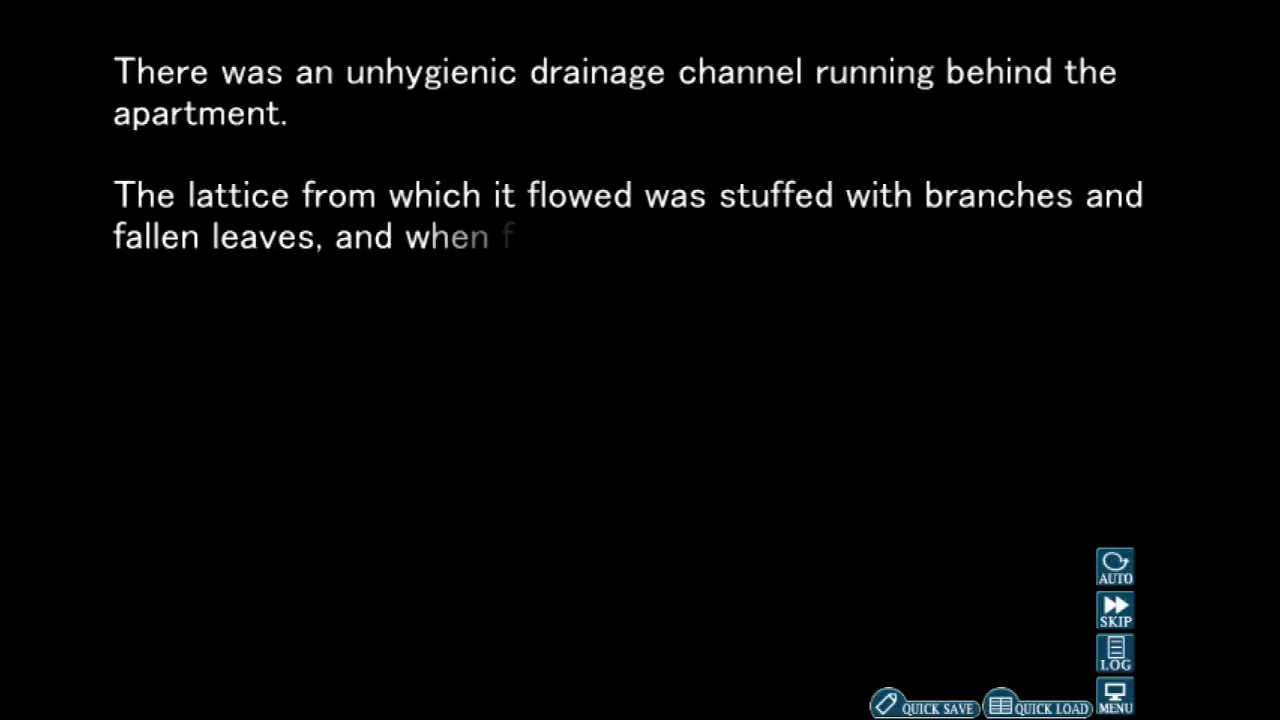 There was an unhygienic drainage channel running behind the
apartment.
The lattice from which it flowed was stuffed with branches and
fallen leaves, and when f
AUTO
SKIP
LOG
QUICK SAVE
QUICK LOAD
MENU